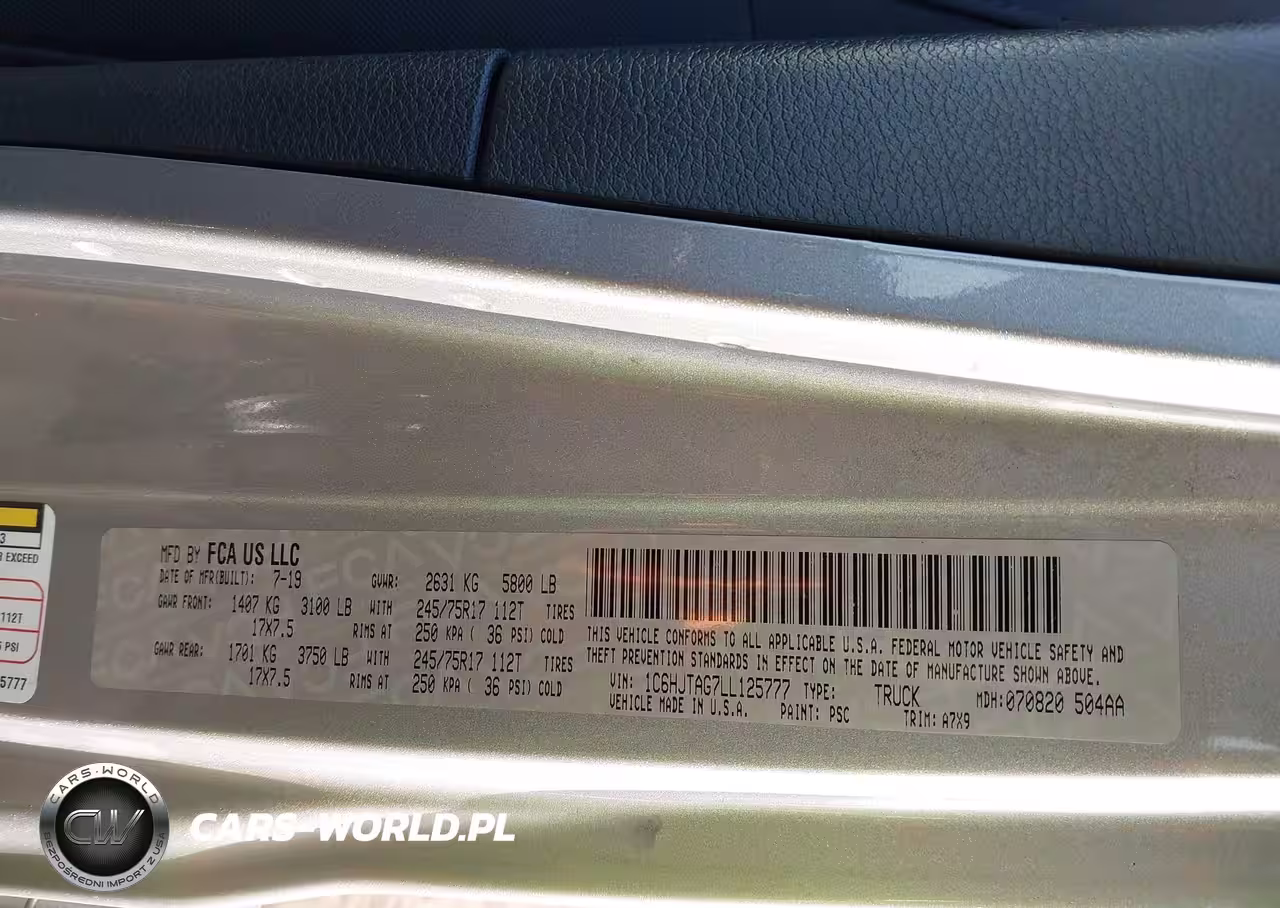 3
R EXCEED
112T
5 PSI
5777
MFD BY FCA US LLC
DATE OF MFR(BUILT): 7-19 GVWR: 2631 KG 5800 LB
GAWR FRONT: 1407 KG 3100 LB WITH 245/75R17 112T TIRES
17X7.5 RIMS AT 250 KPA ( 36 PSI) COLD
GAWR REAR: 1701 KG 3750 LB WITH 245/75R17 112T TIRES
17X7.5 RIMS AT 250 KPA ( 36 PSI) COLD
THIS VEHICLE CONFORMS TO ALL APPLICABLE U.S.A. FEDERAL MOTOR VEHICLE SAFETY AND
THEFT PREVENTION STANDARDS IN EFFECT ON THE DATE OF MANUFACTURE SHOWN ABOVE.
VIN: 1C6HJTAG7LL125777 TYPE: TRUCK MDH:070820 504AA
VEHICLE MADE IN U.S.A. PAINT: PSC TRIM: A7X9
CARS-WORLD
CW
BEZPOŚREDNI IMPORT Z USA
CARS-WORLD.PL